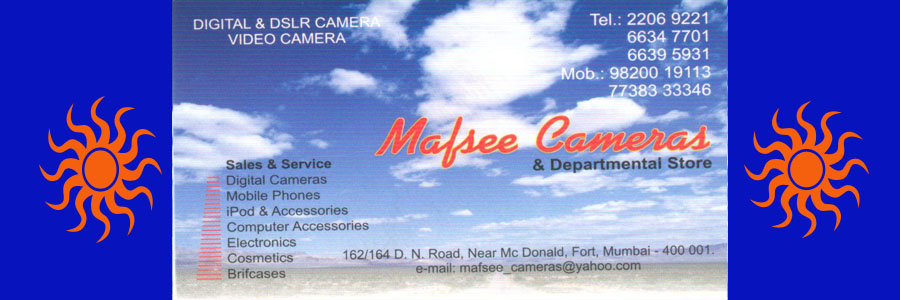 DIGITAL & DSLR CAMERA
VIDEO CAMERA
Tel.: 2206 9221
6634 7701
6639 5931
Mob.: 98200 19113
77383 33346
Mafsee Cameras
& Departmental Store
Sales & Service
Digital Cameras
Mobile Phones
iPod & Accessories
Computer Accessories
Electronics
Cosmetics
Brifcases
162/164 D. N. Road, Near Mc Donald, Fort, Mumbai - 400 001.
e-mail: mafsee_cameras@yahoo.com